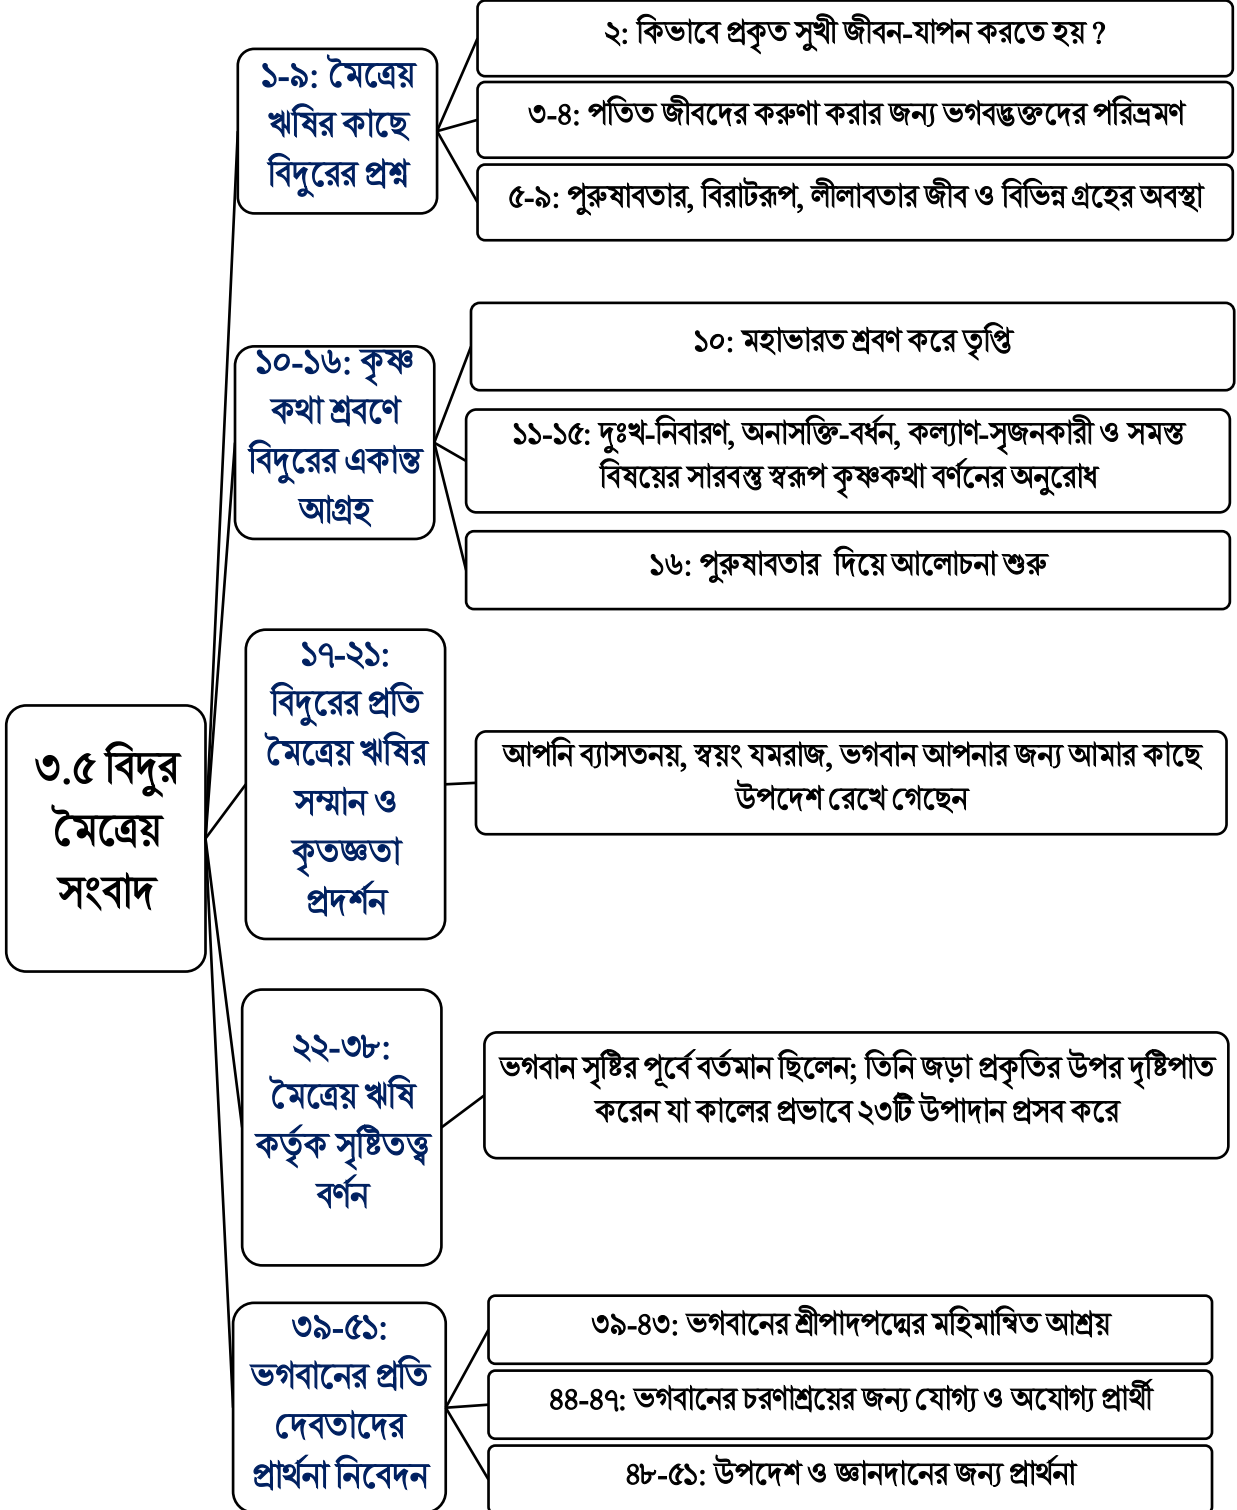 ৩.৫ বিদুর
মৈত্রেয়
সংবাদ
১-৯: মৈত্রেয়
ঋষির কাছে
বিদুরের প্রশ্ন
২: কিভাবে প্রকৃত সুখী জীবন-যাপন করতে হয় ?
৩-৪: পতিত জীবদের করুণা করার জন্য ভগবদ্ভক্তদের পরিভ্রমণ
৫-৯: পুরুষাবতার, বিরাটরূপ, লীলাবতার জীব ও বিভিন্ন গ্রহের অবস্থা
১০-১৬: কৃষ্ণ
কথা শ্রবণে
বিদুরের একান্ত
আগ্রহ
১০: মহাভারত শ্রবণ করে তৃপ্তি
১১-১৫: দুঃখ-নিবারণ, অনাসক্তি-বর্ধন, কল্যাণ-সৃজনকারী ও সমস্ত
বিষয়ের সারবস্তু স্বরূপ কৃষ্ণকথা বর্ণনের অনুরোধ
১৬: পুরুষাবতার দিয়ে আলোচনা শুরু
১৭-২১:
বিদুরের প্রতি
মৈত্রেয় ঋষির
সম্মান ও
কৃতজ্ঞতা
প্রদর্শন
আপনি ব্যাসতনয়, স্বয়ং যমরাজ, ভগবান আপনার জন্য আমার কাছে
উপদেশ রেখে গেছেন
২২-৩৮:
মৈত্রেয় ঋষি
কর্তৃক সৃষ্টিতত্ত্ব
বর্ণন
ভগবান সৃষ্টির পূর্বে বর্তমান ছিলেন; তিনি জড়া প্রকৃতির উপর দৃষ্টিপাত
করেন যা কালের প্রভাবে ২৩টি উপাদান প্রসব করে
৩৯-৫১:
ভগবানের প্রতি
দেবতাদের
প্রার্থনা নিবেদন
৩৯-৪৩: ভগবানের শ্রীপাদপদ্মের মহিমান্বিত আশ্রয়
৪৪-৪৭: ভগবানের চরণাশ্রয়ের জন্য যোগ্য ও অযোগ্য প্রার্থী
৪৮-৫১: উপদেশ ও জ্ঞানদানের জন্য প্রার্থনা